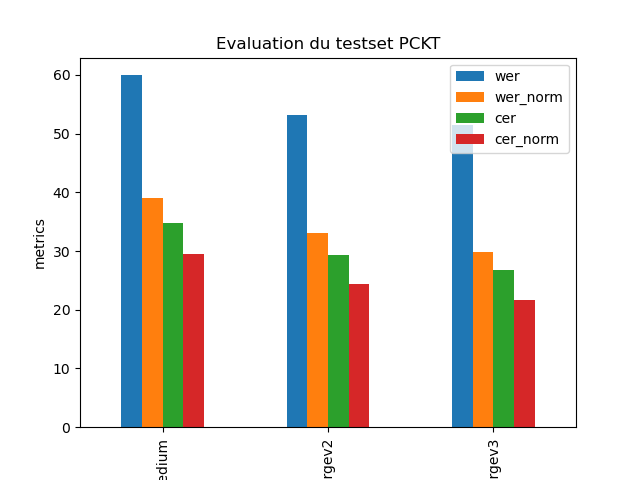 Evaluation du testset PCKT
wer
wer_norm
cer
cer_norm
metrics
60
50
40
30
20
10
0
edium
rgev2
rgev3